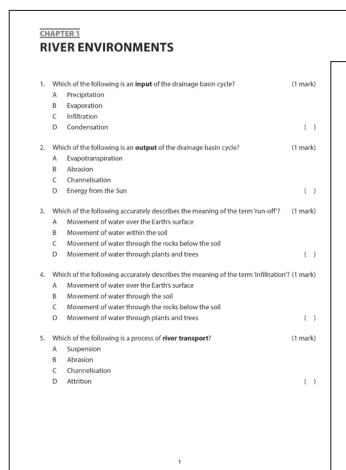 CHAPTER 1
RIVER ENVIRONMENTS
1. Which of the following is an input of the drainage basin cycle? (1 mark)
A Precipitation
B Evaporation
C Infiltration
D Condensation ( )
2. Which of the following is an output of the drainage basin cycle? (1 mark)
A Evapotranspiration
B Abrasion
C Channelisation
D Energy from the Sun ( )
3. Which of the following accurately describes the meaning of the term 'run-off'? (1 mark)
A Movement of water over the Earth's surface
B Movement of water within the soil
C Movement of water through the rocks below the soil
D Movement of water through plants and trees ( )
4. Which of the following accurately describes the meaning of the term 'infiltration'? (1 mark)
A Movement of water over the Earth's surface
B Movement of water through the soil
C Movement of water through the rocks below the soil
D Movement of water through plants and trees ( )
5. Which of the following is a process of river transport? (1 mark)
A Suspension
B Abrasion
C Channelisation
D Attrition ( )
1